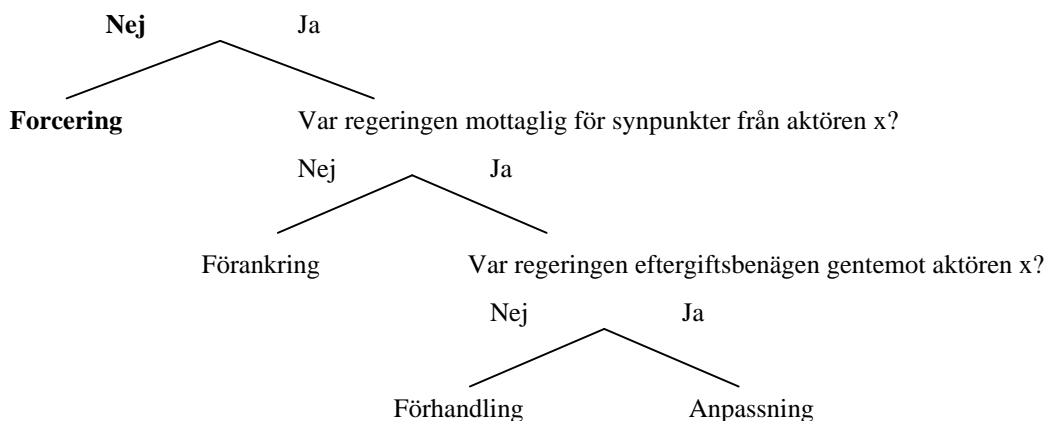 Nej Ja
Forcering Var regeringen mottaglig för synpunkter från aktören x?
Nej Ja
Förankring Var regeringen eftergiftsbenägen gentemot aktören x?
Nej Ja
Förhandling Anpassning